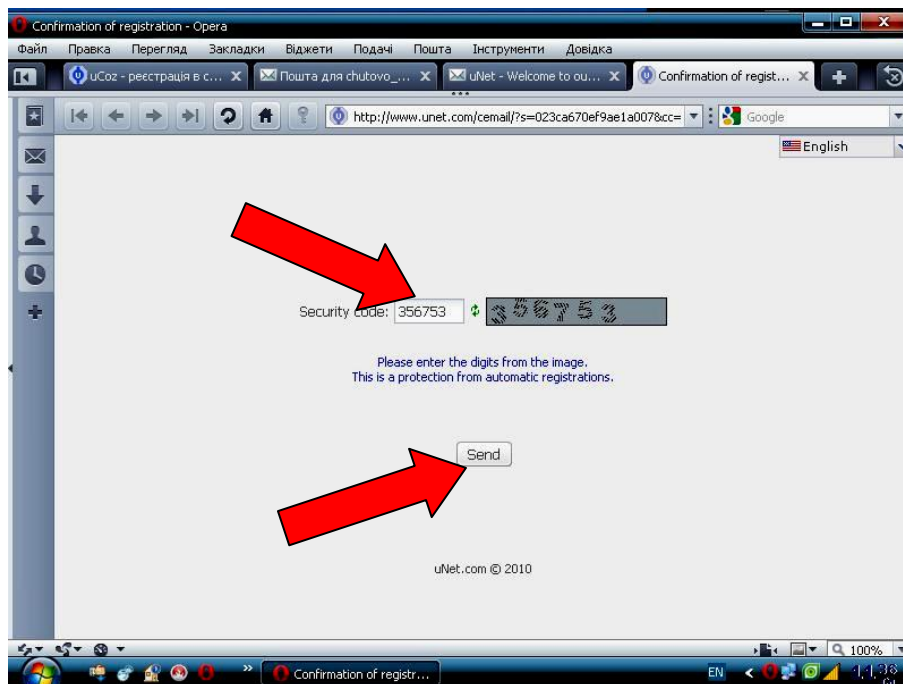 Confirmation of registration - Opera
Файл Правка Перегляд Закладки Віджети Подачі Пошта Інструменти Довідка
uCoz - реєстрація в с... Пошта для chutovo_... uNet - Welcome to ou... Confirmation of regist...
http://www.unet.com/cemail/?s=023ca670ef9ae1a0078cc= Google
English
Security code: 356753 356753
Please enter the digits from the image.
This is a protection from automatic registrations.
Send
uNet.com © 2010
100%
Confirmation of registr... EN